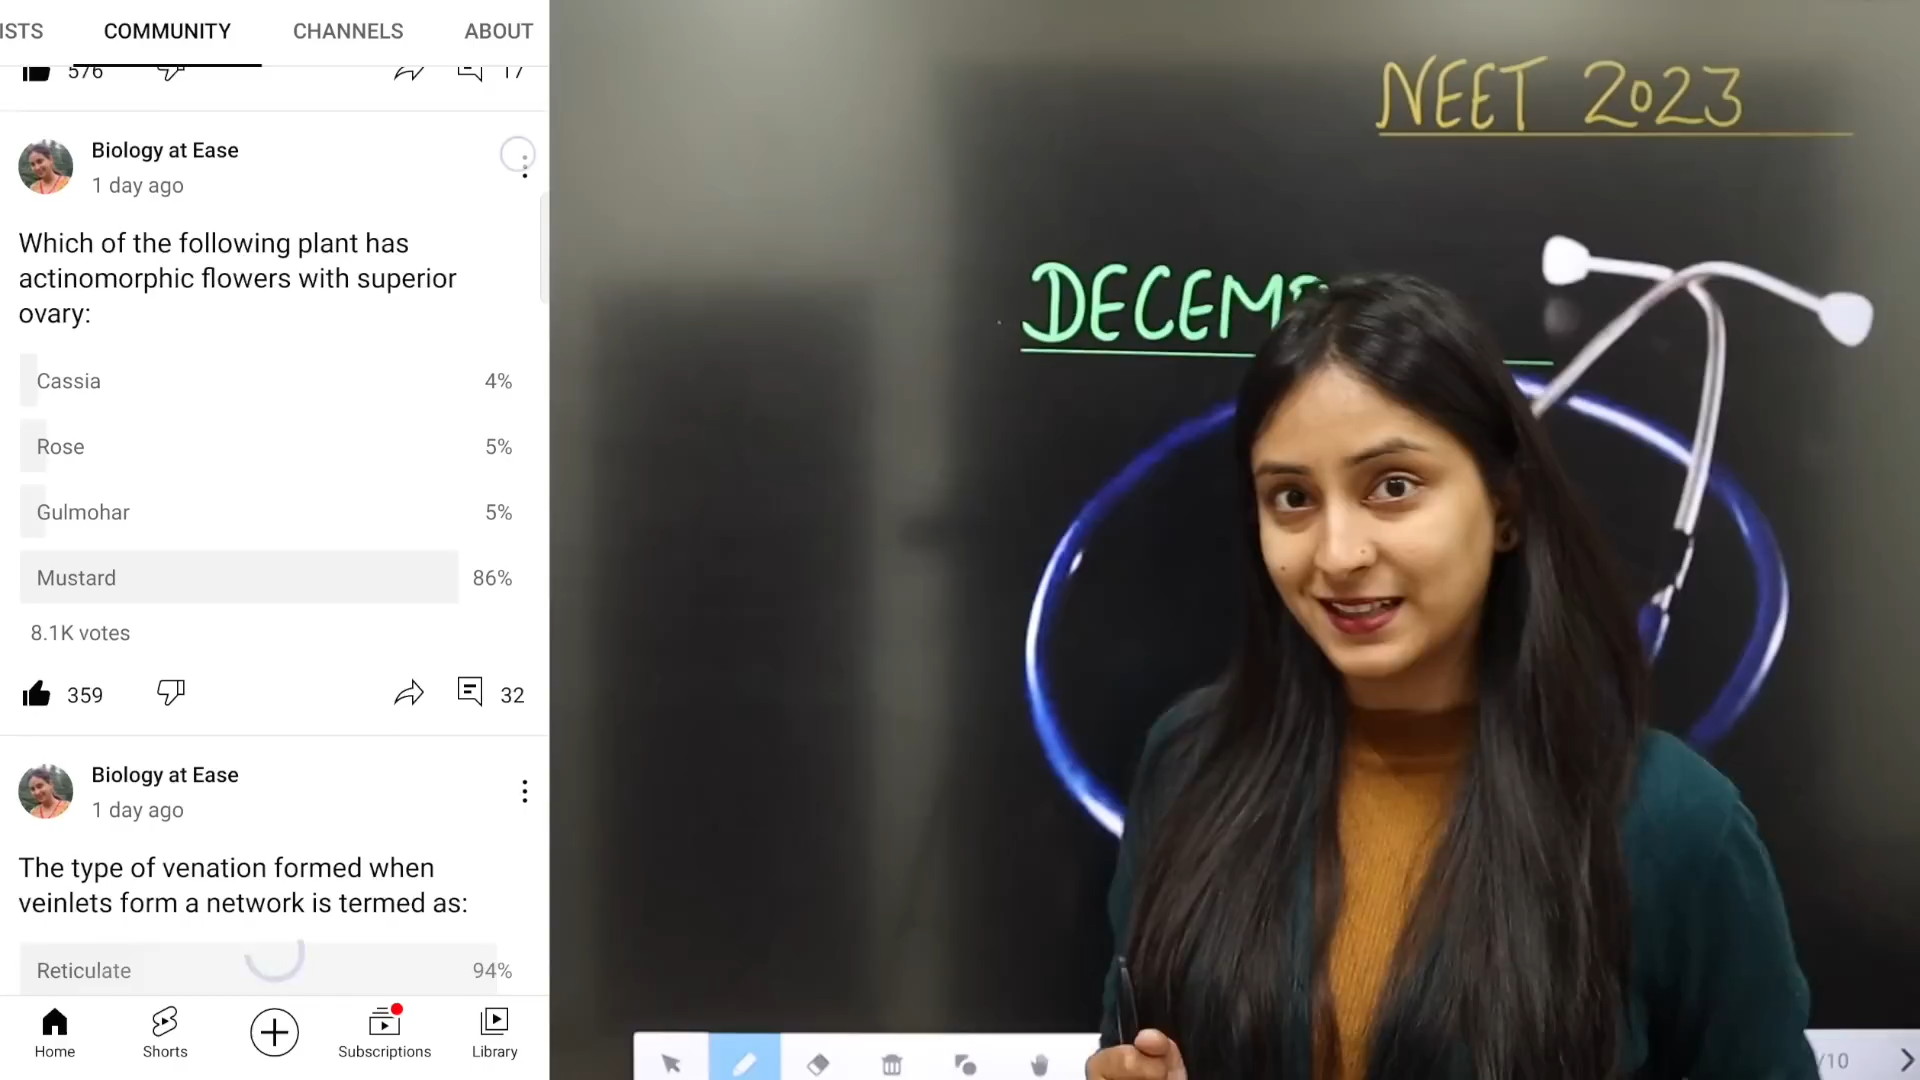 ISTS COMMUNITY CHANNELS ABOUT
576 17
Biology at Ease
1 day ago
Which of the following plant has
actinomorphic flowers with superior
ovary:
Cassia 4%
Rose 5%
Gulmohar 5%
Mustard 86%
8.1K votes
359 32
Biology at Ease
1 day ago
The type of venation formed when
veinlets form a network is termed as:
Reticulate 94%
Home Shorts Subscriptions Library
NEET 2023
DECEMB
/10